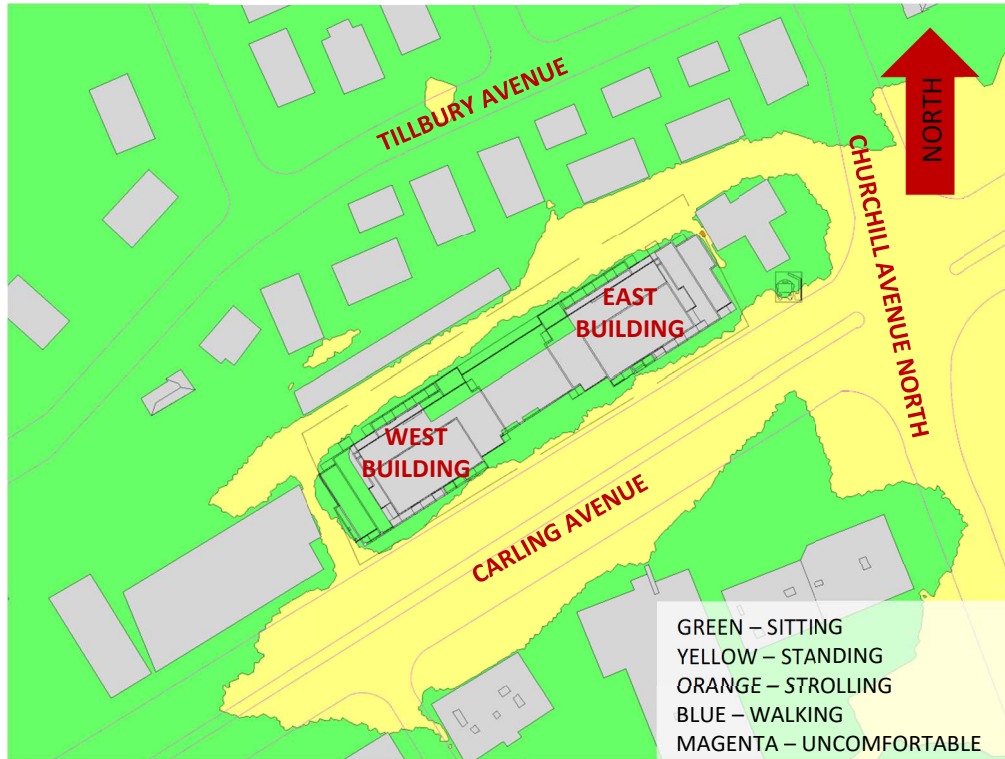 TILLBURY AVENUE
NORTH
CHURCHILL AVENUE NORTH
EAST
BUILDING
WEST
BUILDING
CARLING AVENUE
GREEN – SITTING
YELLOW – STANDING
ORANGE – STROLLING
BLUE – WALKING
MAGENTA – UNCOMFORTABLE